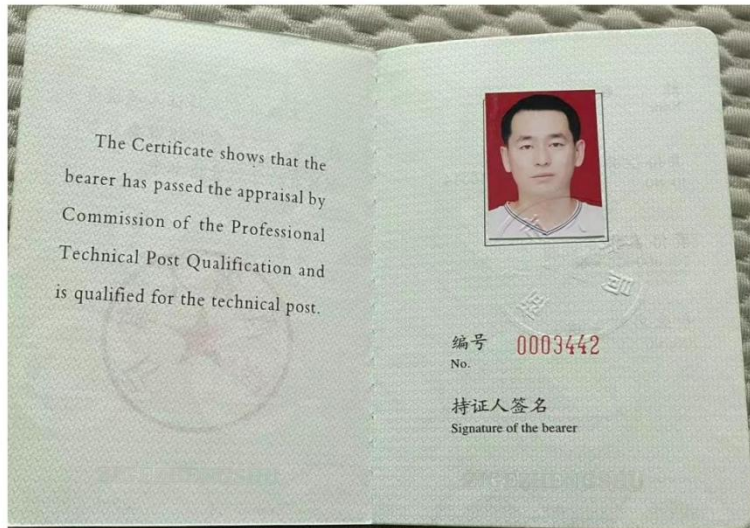 The Certificate shows that the
bearer has passed the appraisal by
Commission of the Professional
Technical Post Qualification and
is qualified for the technical post.
编号 0003442
No.
持证人签名
Signature of the bearer